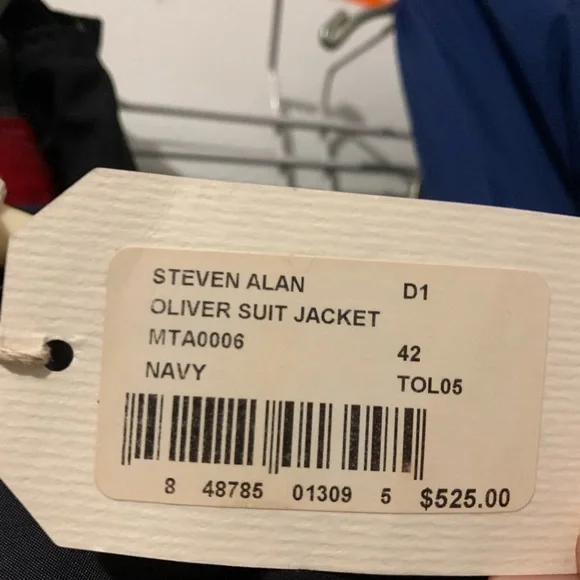 STEVEN ALAN D1
OLIVER SUIT JACKET
MTA0006 42
NAVY TOL05
8 48785 01309 5 $525.00